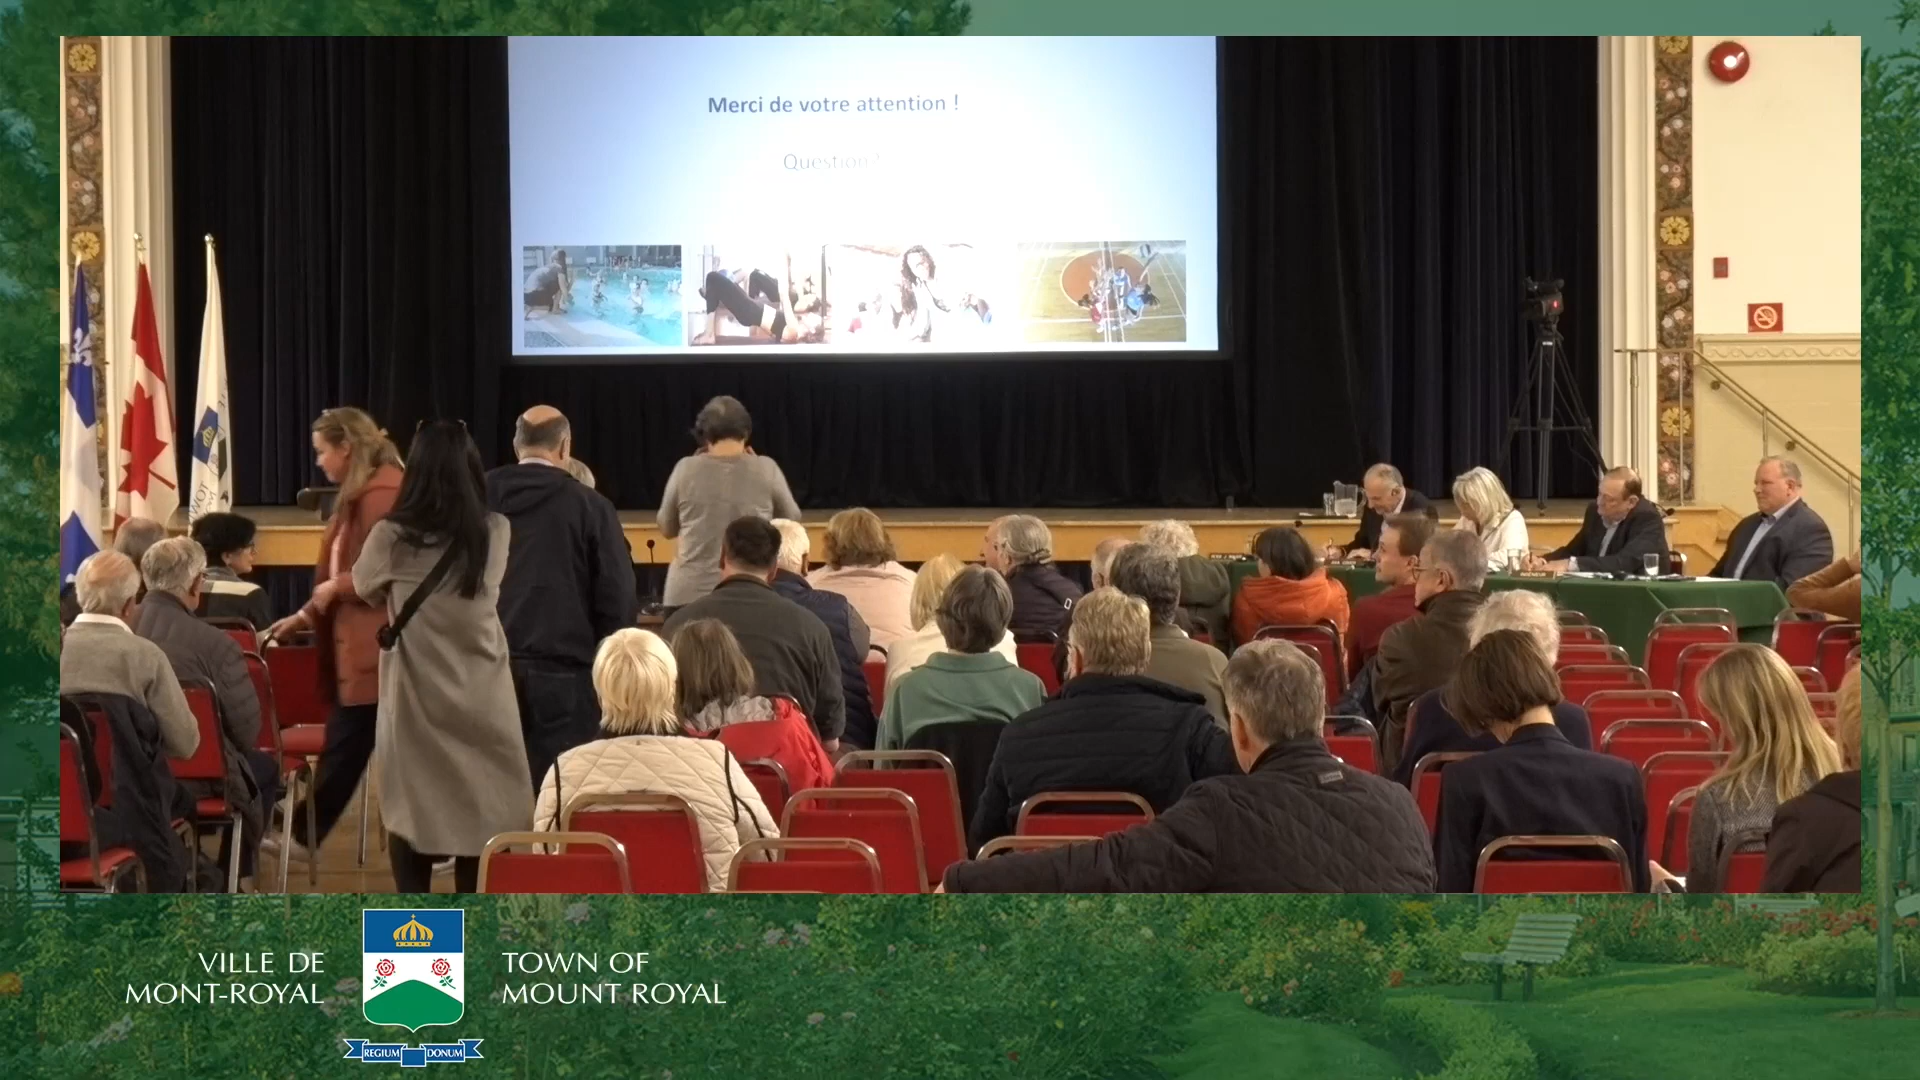 Merci de votre attention !
Question?
VILLE DE
MONT-ROYAL
TOWN OF
MOUNT ROYAL
REGIUM DONUM